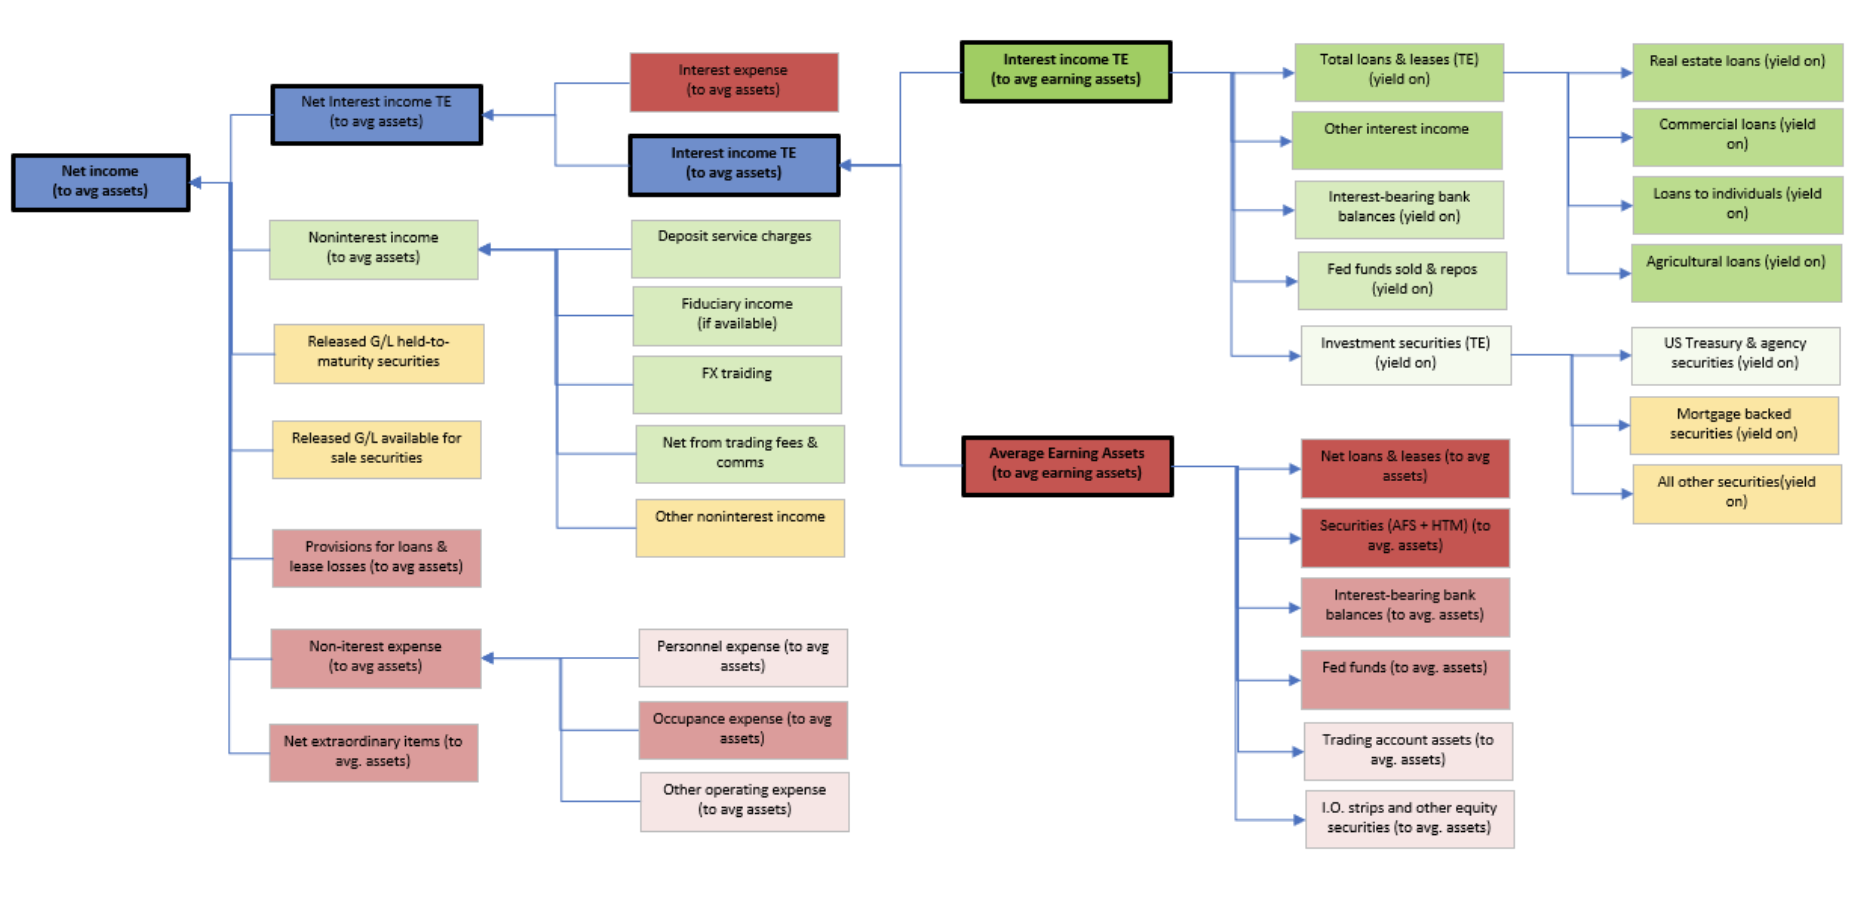 Net income
(to avg assets)
Net Interest income TE
(to avg assets)
Noninterest income
(to avg assets)
Released G/L held-to-
maturity securities
Released G/L available for
sale securities
Provisions for loans &
lease losses (to avg assets)
Non-iterest expense
(to avg assets)
Net extraordinary items (to
avg. assets)
Interest expense
(to avg assets)
Interest income TE
(to avg assets)
Deposit service charges
Fiduciary income
(if available)
FX traiding
Net from trading fees &
comms
Other noninterest income
Personnel expense (to avg
assets)
Occupance expense (to avg
assets)
Other operating expense
(to avg assets)
Interest income TE
(to avg earning assets)
Average Earning Assets
(to avg earning assets)
Total loans & leases (TE)
(yield on)
Other interest income
Interest-bearing bank
balances (yield on)
Fed funds sold & repos
(yield on)
Investment securities (TE)
(yield on)
Net loans & leases (to avg
assets)
Securities (AFS + HTM) (to
avg. assets)
Interest-bearing bank
balances (to avg. assets)
Fed funds (to avg. assets)
Trading account assets (to
avg. assets)
I.O. strips and other equity
securities (to avg. assets)
Real estate loans (yield on)
Commercial loans (yield
on)
Loans to individuals (yield
on)
Agricultural loans (yield on)
US Treasury & agency
securities (yield on)
Mortgage backed
securities (yield on)
All other securities(yield
on)